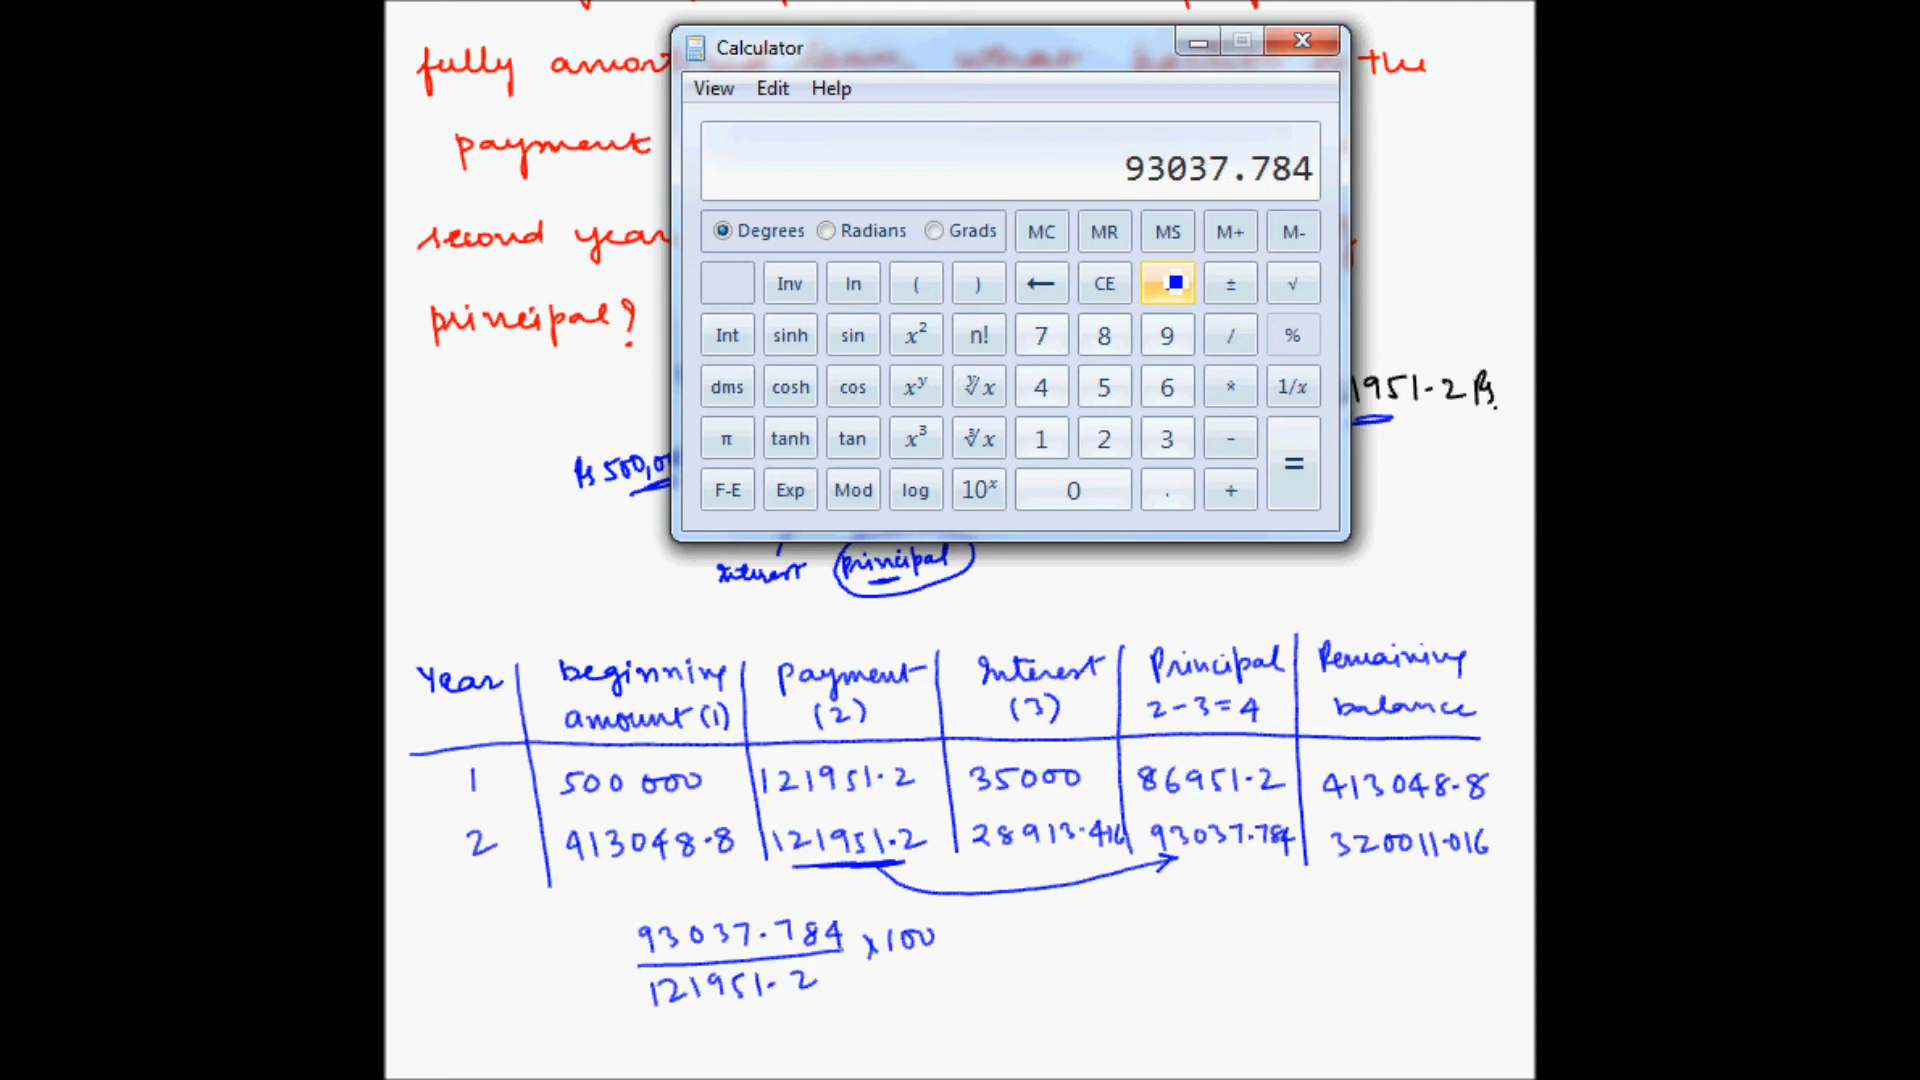 fully the
Calculator
View Edit Help
payment
93037.784
second year
Degrees Radians Grads MC MR MS M+ M-
Inv ln ( ) ← CE ± √
principal?
Int sinh sin x² n! 7 8 9 / %
dms cosh cos xʸ ʸ√x 4 5 6 * 1/x
1951.2 Rs.
π tanh tan x³ ³√x 1 2 3 - =
Rs 500,00
F-E Exp Mod log 10ˣ 0 . +
Interest principal
Year beginning amount (1) payment (2) Interest (3) Principal 2-3=4 Remaining balance
1 500 000 121951.2 35000 86951.2 413048.8
2 413048.8 121951.2 28913.416 93037.784 320011.016
93037.784 x 100
121951.2